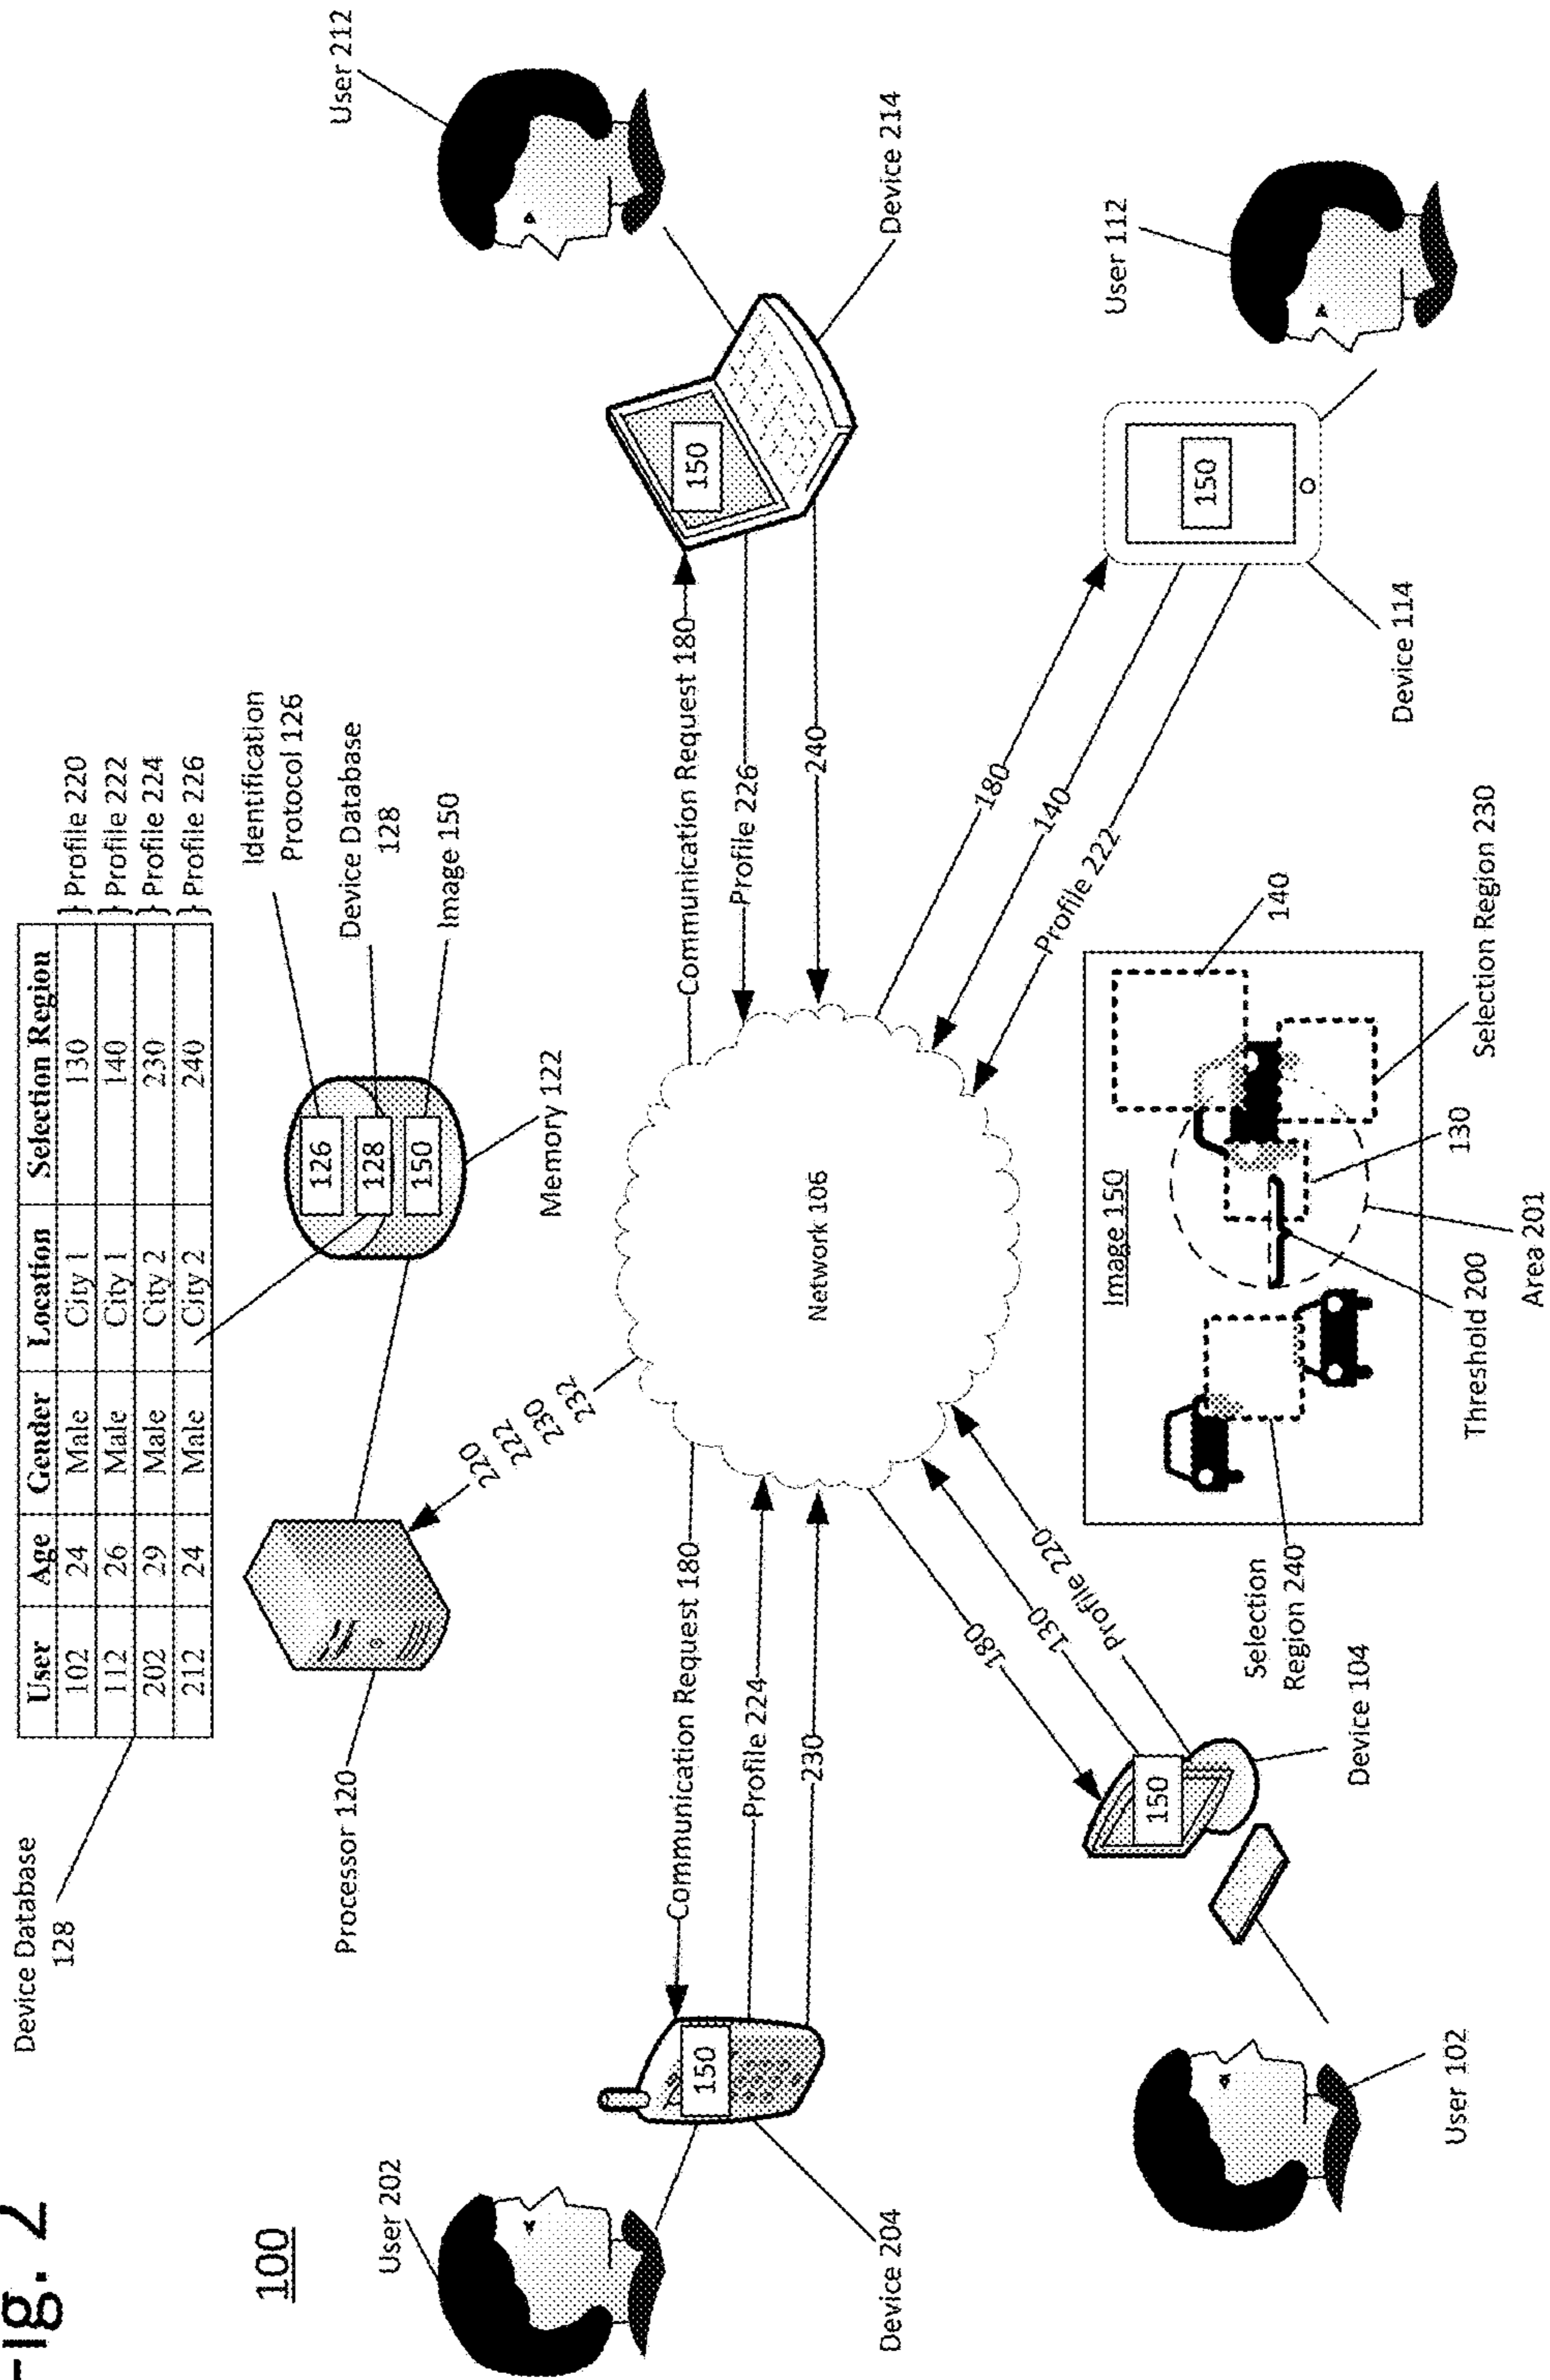 Fig. 2
100
Device Database
128
User Age Gender Location Selection Region
102 24 Male City 1 130 } Profile 220
112 26 Male City 1 140 } Profile 222
202 29 Male City 2 230 } Profile 224
212 24 Male City 2 240 } Profile 226
Processor 120
220
222
230
232
126
128
150
Identification
Protocol 126
Device Database
128
Image 150
Memory 122
User 202
150
Device 204
Communication Request 180
Profile 224
230
Network 106
Communication Request 180
Profile 226
240
150
User 212
Device 214
User 102
150
Device 104
180
130
Profile 220
Image 150
Selection
Region 240
Threshold 200
Area 201
130
140
Selection Region 230
180
140
Profile 222
150
Device 114
User 112